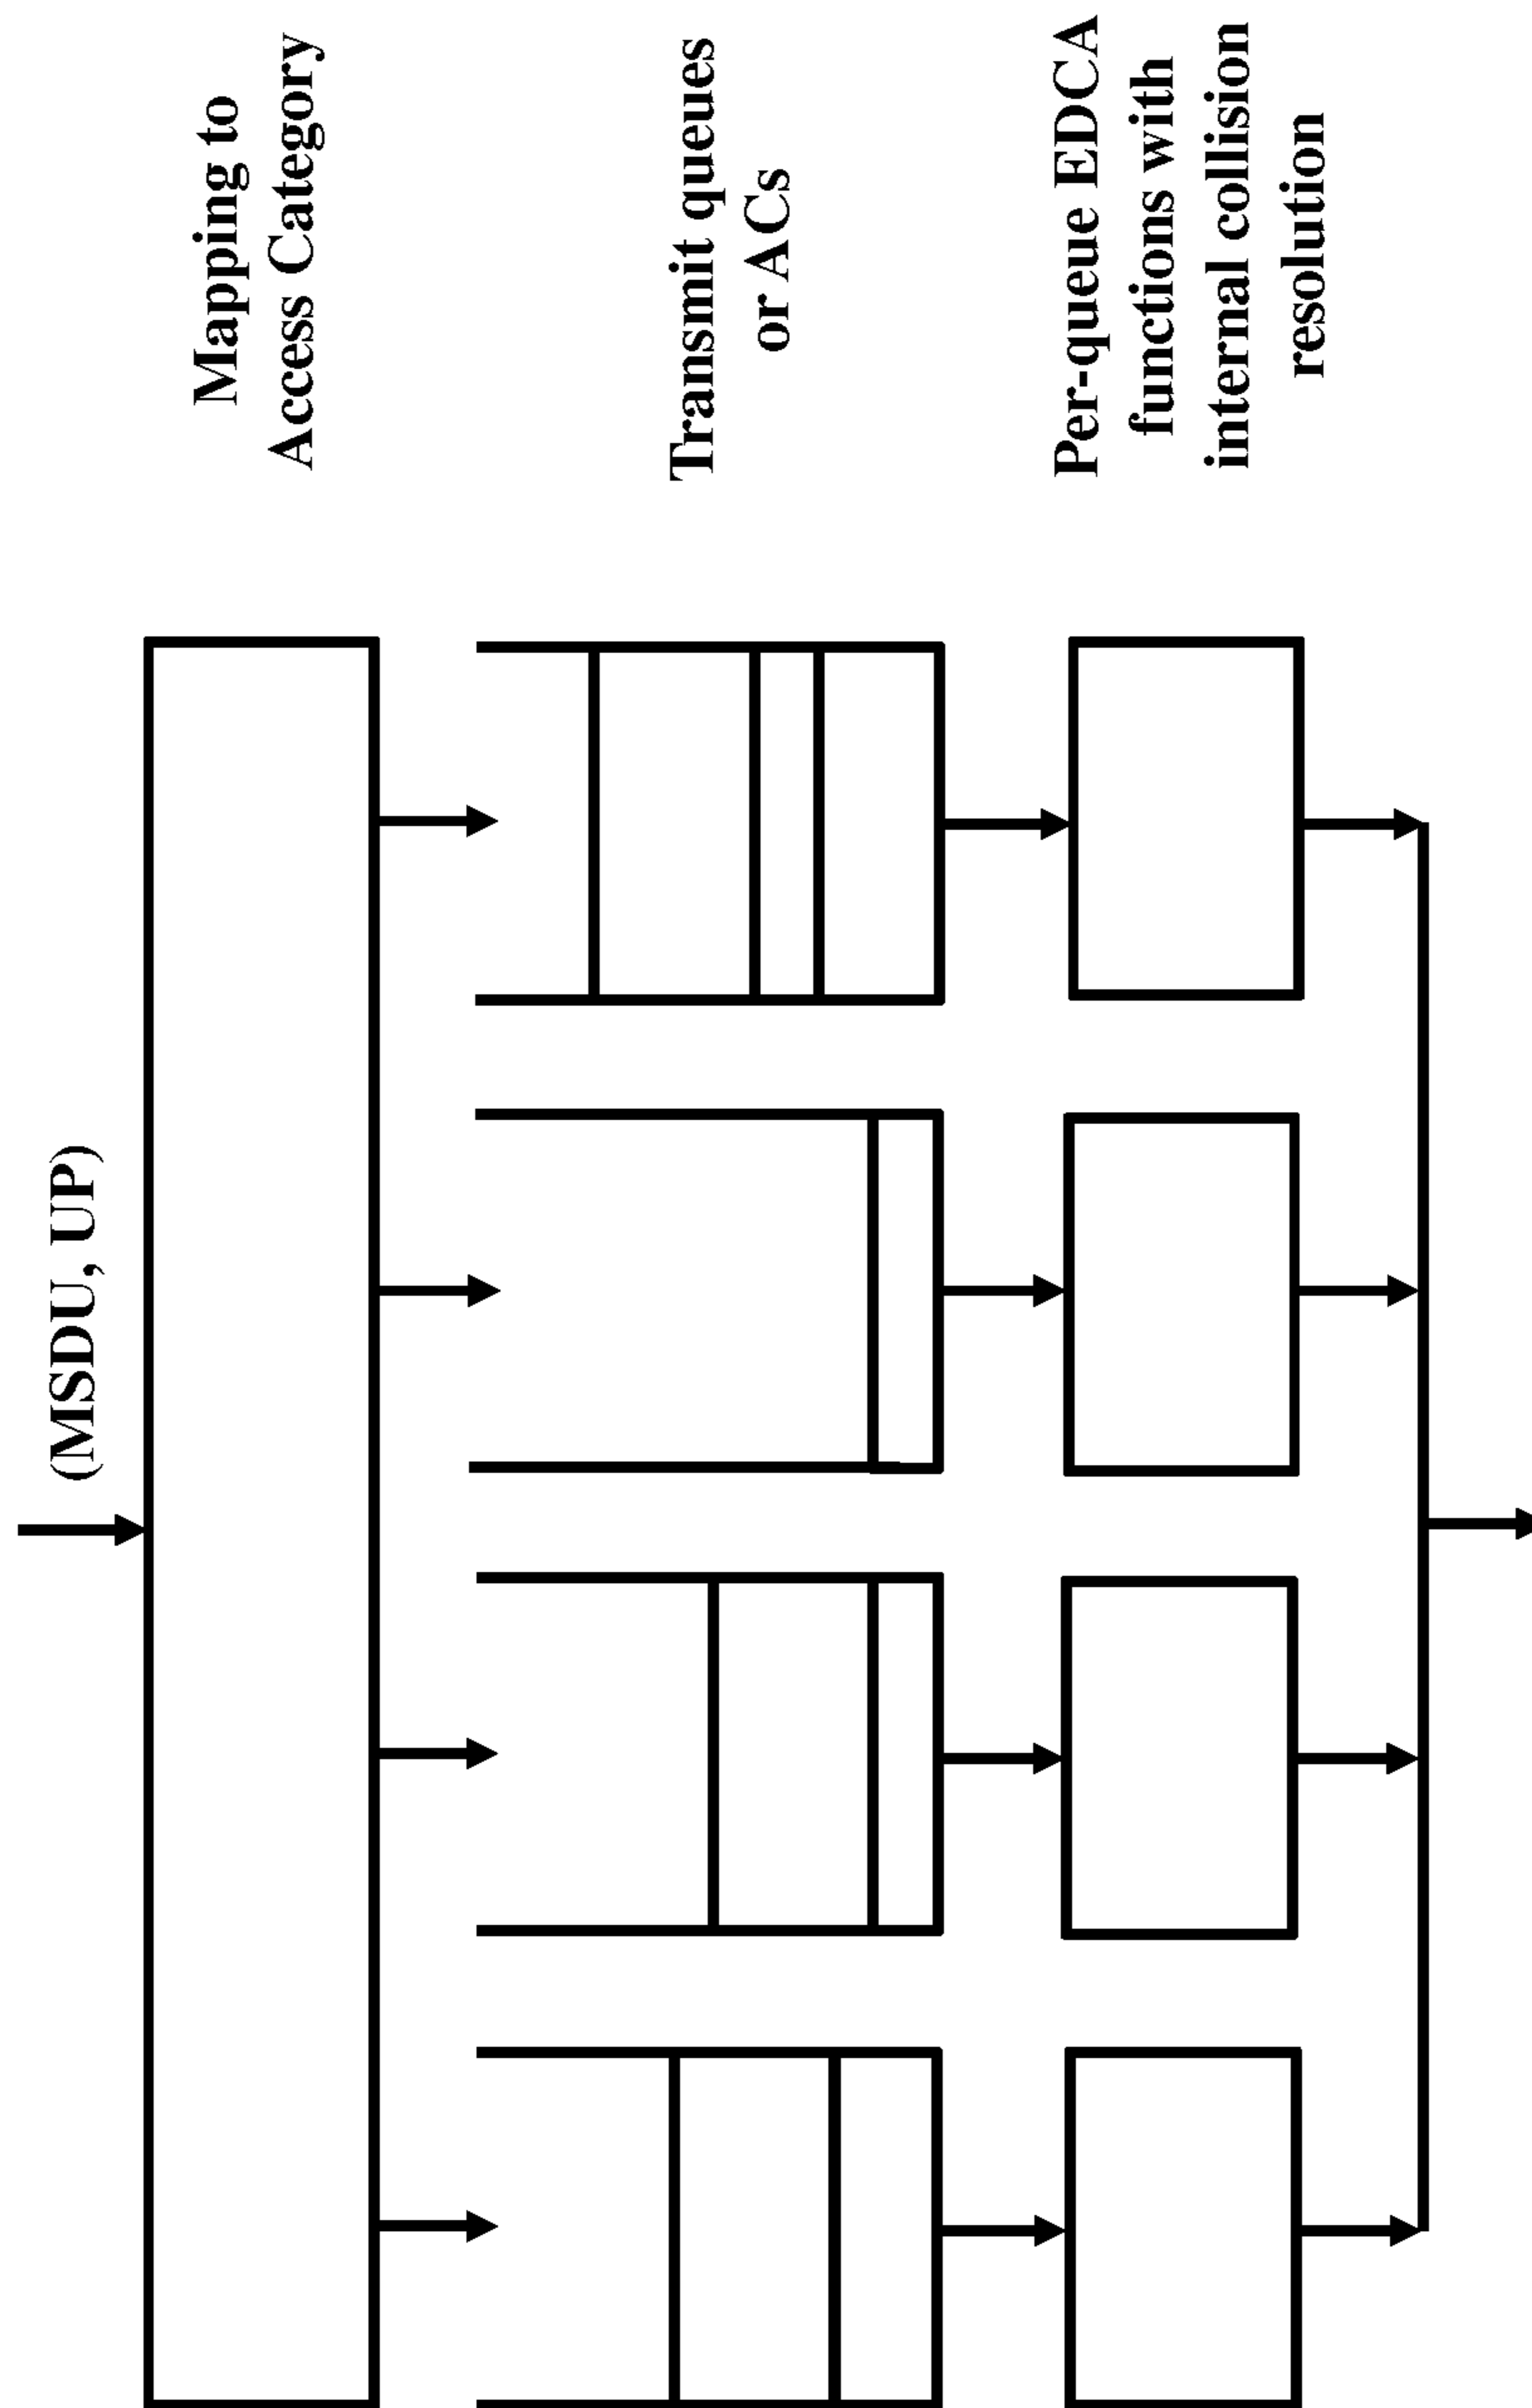 (MSDU, UP)
Mapping to
Access Category
Transmit queues
or ACs
Per-queue EDCA
functions with
internal collision
resolution